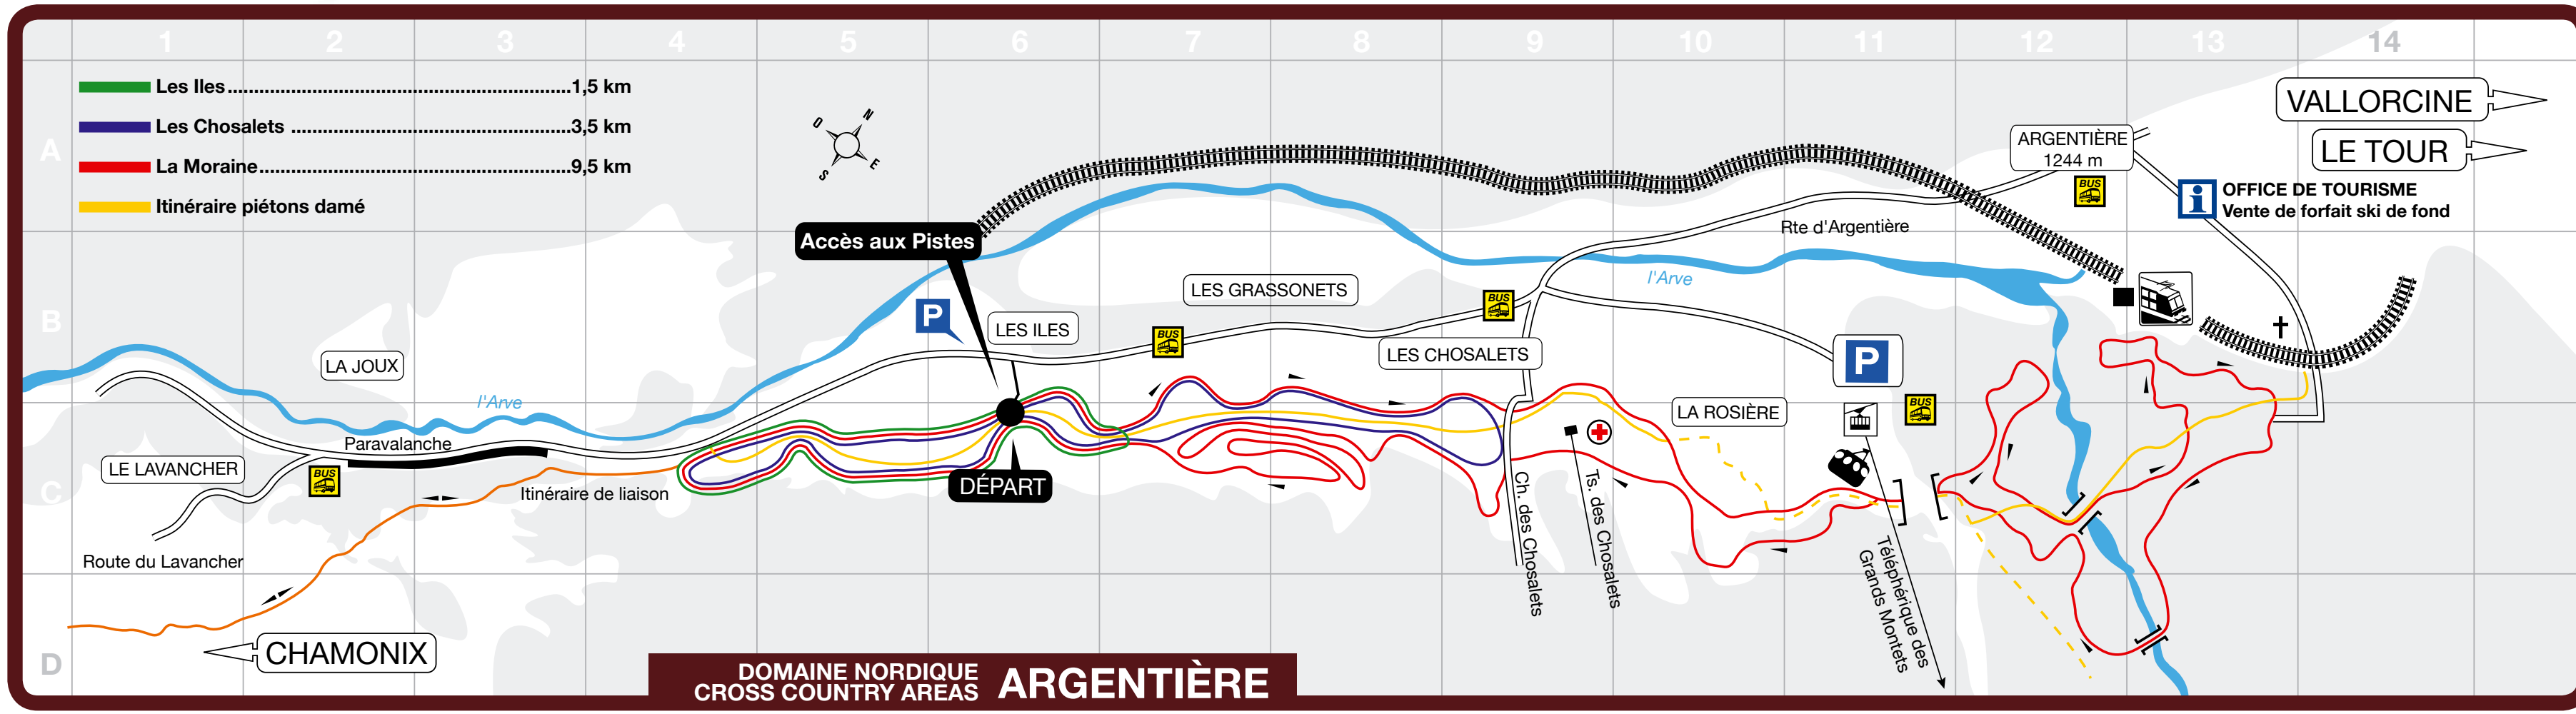 1 2 3 4 5 6 7 8 9 10 11 12 13 14
A
B
C
D
Les Iles..........................................................1,5 km
Les Chosalets ...............................................3,5 km
La Moraine.....................................................9,5 km
Itinéraire piétons damé
O
N
S
E
VALLORCINE
LE TOUR
ARGENTIÈRE
1244 m
BUS
i
OFFICE DE TOURISME
Vente de forfait ski de fond
Rte d'Argentière
Accès aux Pistes
P
LES ILES
LES GRASSONETS
BUS
BUS
l'Arve
LES CHOSALETS
P
LA JOUX
l'Arve
Paravalanche
LE LAVANCHER
BUS
Itinéraire de liaison
DÉPART
LA ROSIÈRE
BUS
Route du Lavancher
Ch. des Chosalets
Ts. des Chosalets
Téléphérique des
Grands Montets
CHAMONIX
DOMAINE NORDIQUE
CROSS COUNTRY AREAS
ARGENTIÈRE